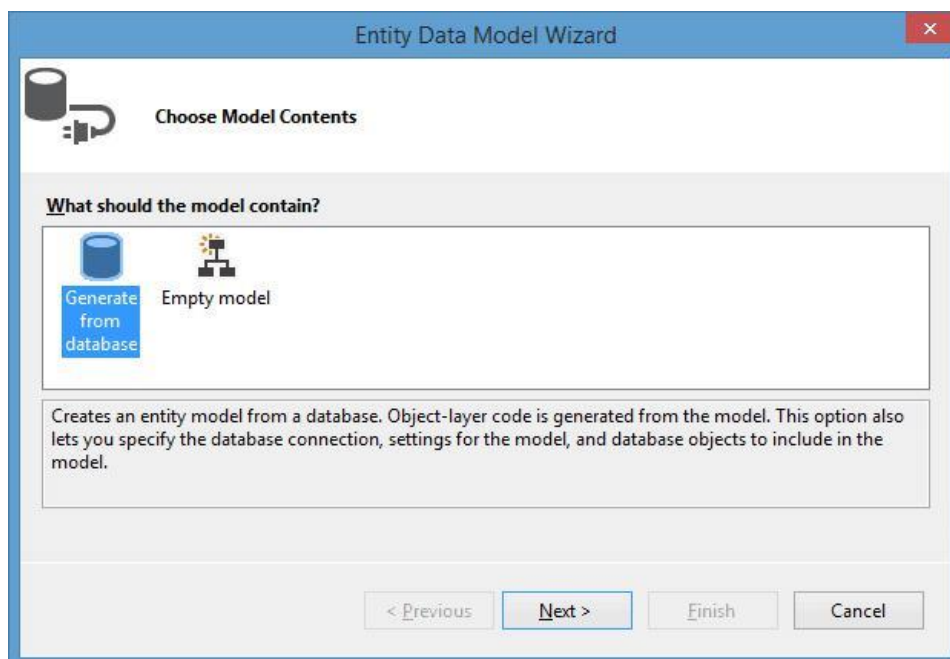 Entity Data Model Wizard
Choose Model Contents
What should the model contain?
Generate
from
database
Empty model
Creates an entity model from a database. Object-layer code is generated from the model. This option also
lets you specify the database connection, settings for the model, and database objects to include in the
model.
< Previous
Next >
Finish
Cancel